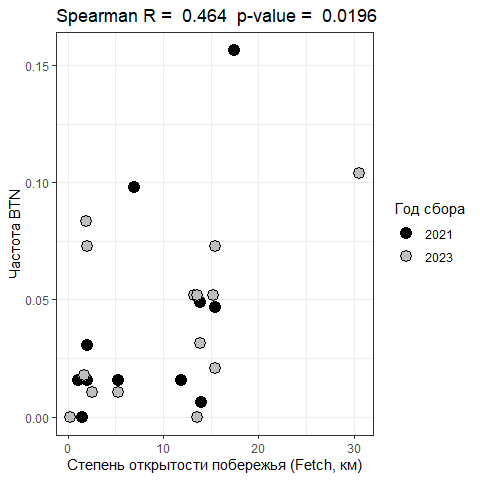 Spearman R =  0.464  p-value =  0.0196
0.15
0.10
0.05
0.00
Частота BTN
0
10
20
30
Степень открытости побережья (Fetch, км)
Год сбора
2021
2023